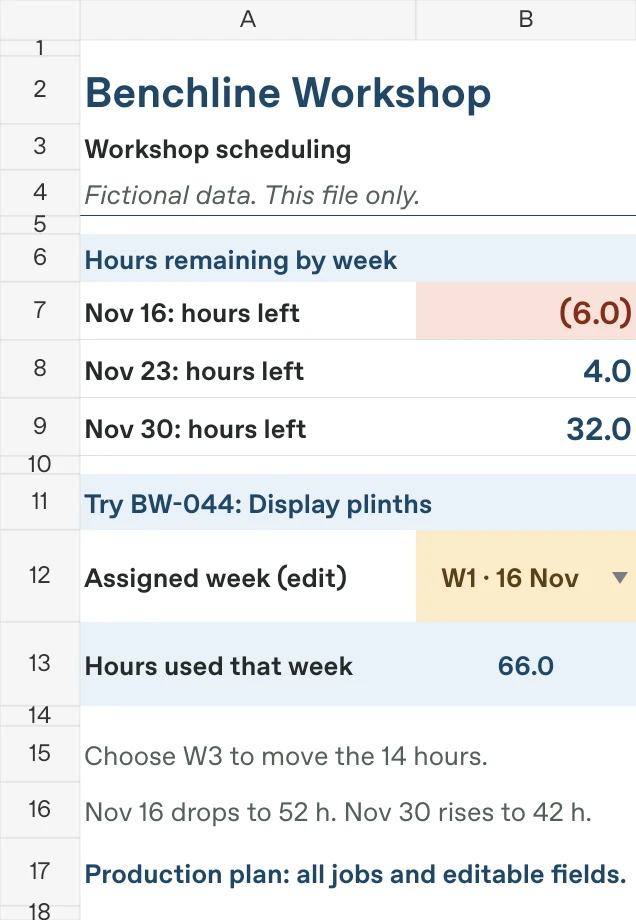 A B
1
2 Benchline Workshop
3 Workshop scheduling
4 Fictional data. This file only.
5
6 Hours remaining by week
7 Nov 16: hours left (6.0)
8 Nov 23: hours left 4.0
9 Nov 30: hours left 32.0
10
11 Try BW-044: Display plinths
12 Assigned week (edit) W1 · 16 Nov
13 Hours used that week 66.0
14
15 Choose W3 to move the 14 hours.
16 Nov 16 drops to 52 h. Nov 30 rises to 42 h.
17 Production plan: all jobs and editable fields.
18